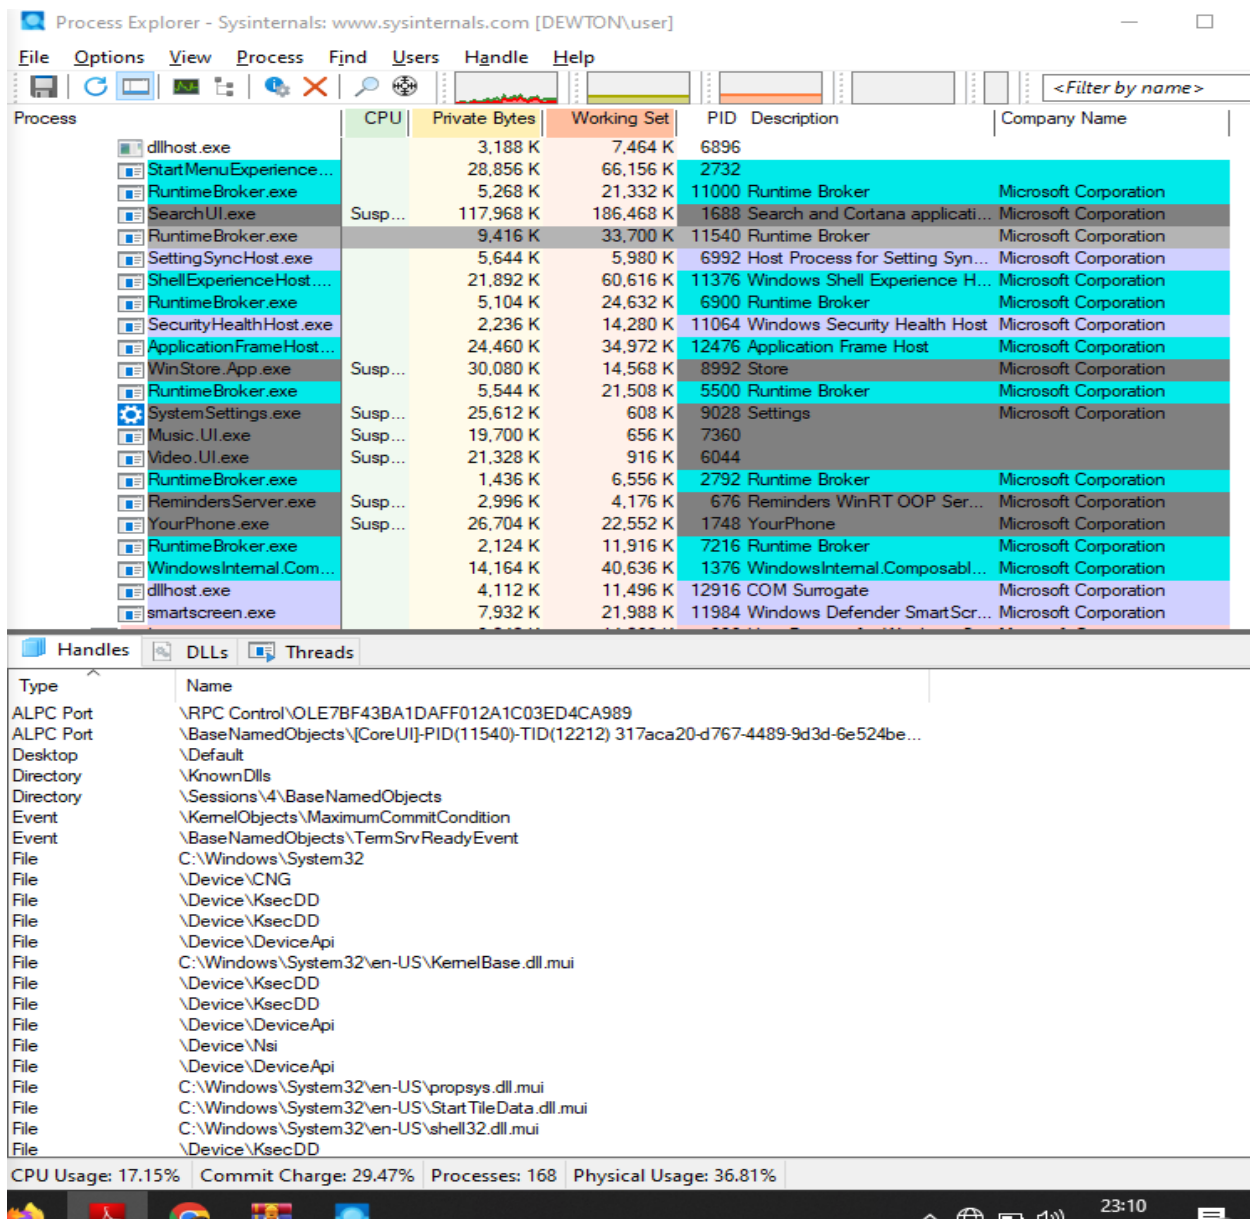 Process Explorer - Sysinternals: www.sysinternals.com [DEWTON\user]
File Options View Process Find Users Handle Help
<Filter by name>
Process CPU Private Bytes Working Set PID Description Company Name
dllhost.exe 3,188 K 7,464 K 6896
StartMenuExperience... 28,856 K 66,156 K 2732
RuntimeBroker.exe 5,268 K 21,332 K 11000 Runtime Broker Microsoft Corporation
SearchUI.exe Susp... 117,968 K 186,468 K 1688 Search and Cortana applicati... Microsoft Corporation
RuntimeBroker.exe 9,416 K 33,700 K 11540 Runtime Broker Microsoft Corporation
SettingSyncHost.exe 5,644 K 5,980 K 6992 Host Process for Setting Syn... Microsoft Corporation
ShellExperienceHost.... 21,892 K 60,616 K 11376 Windows Shell Experience H... Microsoft Corporation
RuntimeBroker.exe 5,104 K 24,632 K 6900 Runtime Broker Microsoft Corporation
SecurityHealthHost.exe 2,236 K 14,280 K 11064 Windows Security Health Host Microsoft Corporation
ApplicationFrameHost... 24,460 K 34,972 K 12476 Application Frame Host Microsoft Corporation
WinStore.App.exe Susp... 30,080 K 14,568 K 8992 Store Microsoft Corporation
RuntimeBroker.exe 5,544 K 21,508 K 5500 Runtime Broker Microsoft Corporation
SystemSettings.exe Susp... 25,612 K 608 K 9028 Settings Microsoft Corporation
Music.UI.exe Susp... 19,700 K 656 K 7360
Video.UI.exe Susp... 21,328 K 916 K 6044
RuntimeBroker.exe 1,436 K 6,556 K 2792 Runtime Broker Microsoft Corporation
RemindersServer.exe Susp... 2,996 K 4,176 K 676 Reminders WinRT OOP Ser... Microsoft Corporation
YourPhone.exe Susp... 26,704 K 22,552 K 1748 YourPhone Microsoft Corporation
RuntimeBroker.exe 2,124 K 11,916 K 7216 Runtime Broker Microsoft Corporation
WindowsInternal.Com... 14,164 K 40,636 K 1376 WindowsInternal.Composabl... Microsoft Corporation
dllhost.exe 4,112 K 11,496 K 12916 COM Surrogate Microsoft Corporation
smartscreen.exe 7,932 K 21,988 K 11984 Windows Defender SmartScr... Microsoft Corporation
Handles DLLs Threads
Type Name
ALPC Port \RPC Control\OLE7BF43BA1DAFF012A1C03ED4CA989
ALPC Port \BaseNamedObjects\[CoreUI]-PID(11540)-TID(12212) 317aca20-d767-4489-9d3d-6e524be...
Desktop \Default
Directory \KnownDlls
Directory \Sessions\4\BaseNamedObjects
Event \KernelObjects\MaximumCommitCondition
Event \BaseNamedObjects\TermSrvReadyEvent
File C:\Windows\System32
File \Device\CNG
File \Device\KsecDD
File \Device\KsecDD
File \Device\DeviceApi
File C:\Windows\System32\en-US\KernelBase.dll.mui
File \Device\KsecDD
File \Device\KsecDD
File \Device\DeviceApi
File \Device\Nsi
File \Device\DeviceApi
File C:\Windows\System32\en-US\propsys.dll.mui
File C:\Windows\System32\en-US\StartTileData.dll.mui
File C:\Windows\System32\en-US\shell32.dll.mui
File \Device\KsecDD
CPU Usage: 17.15% Commit Charge: 29.47% Processes: 168 Physical Usage: 36.81%
23:10